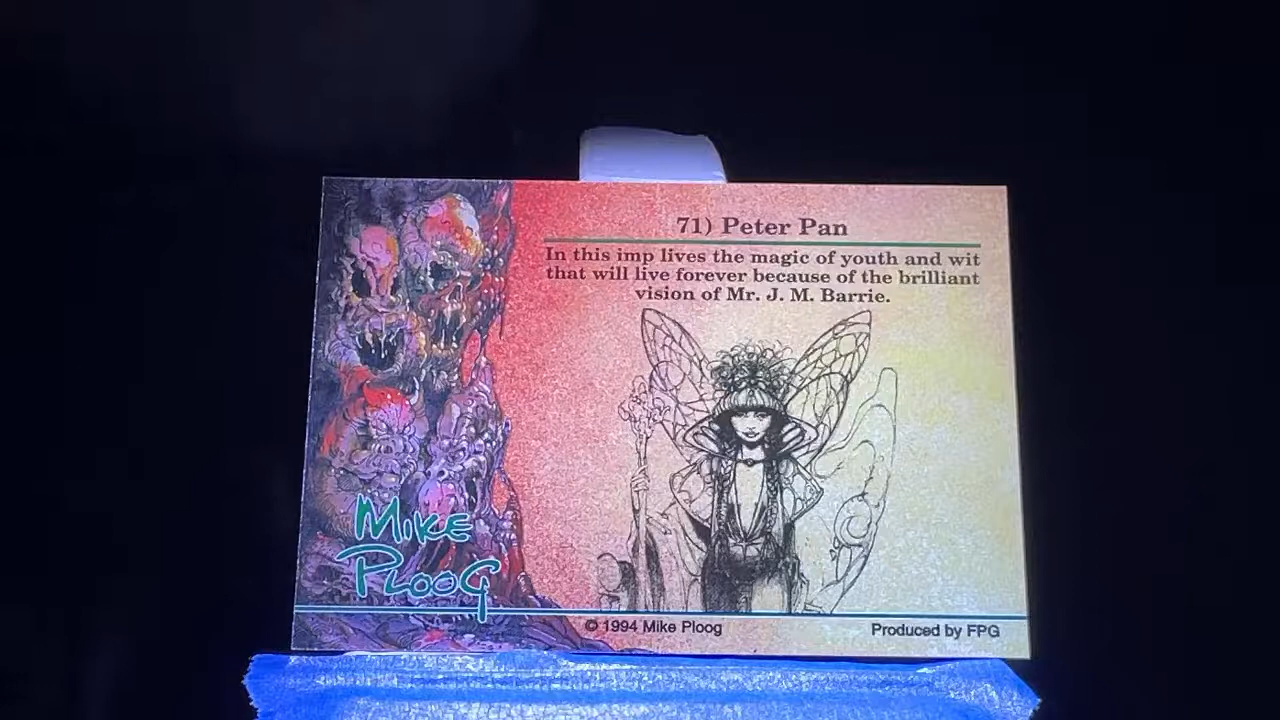 71) Peter Pan
In this imp lives the magic of youth and wit
that will live forever because of the brilliant
vision of Mr. J. M. Barrie.
MIKE
PLOOG
© 1994 Mike Ploog
Produced by FPG